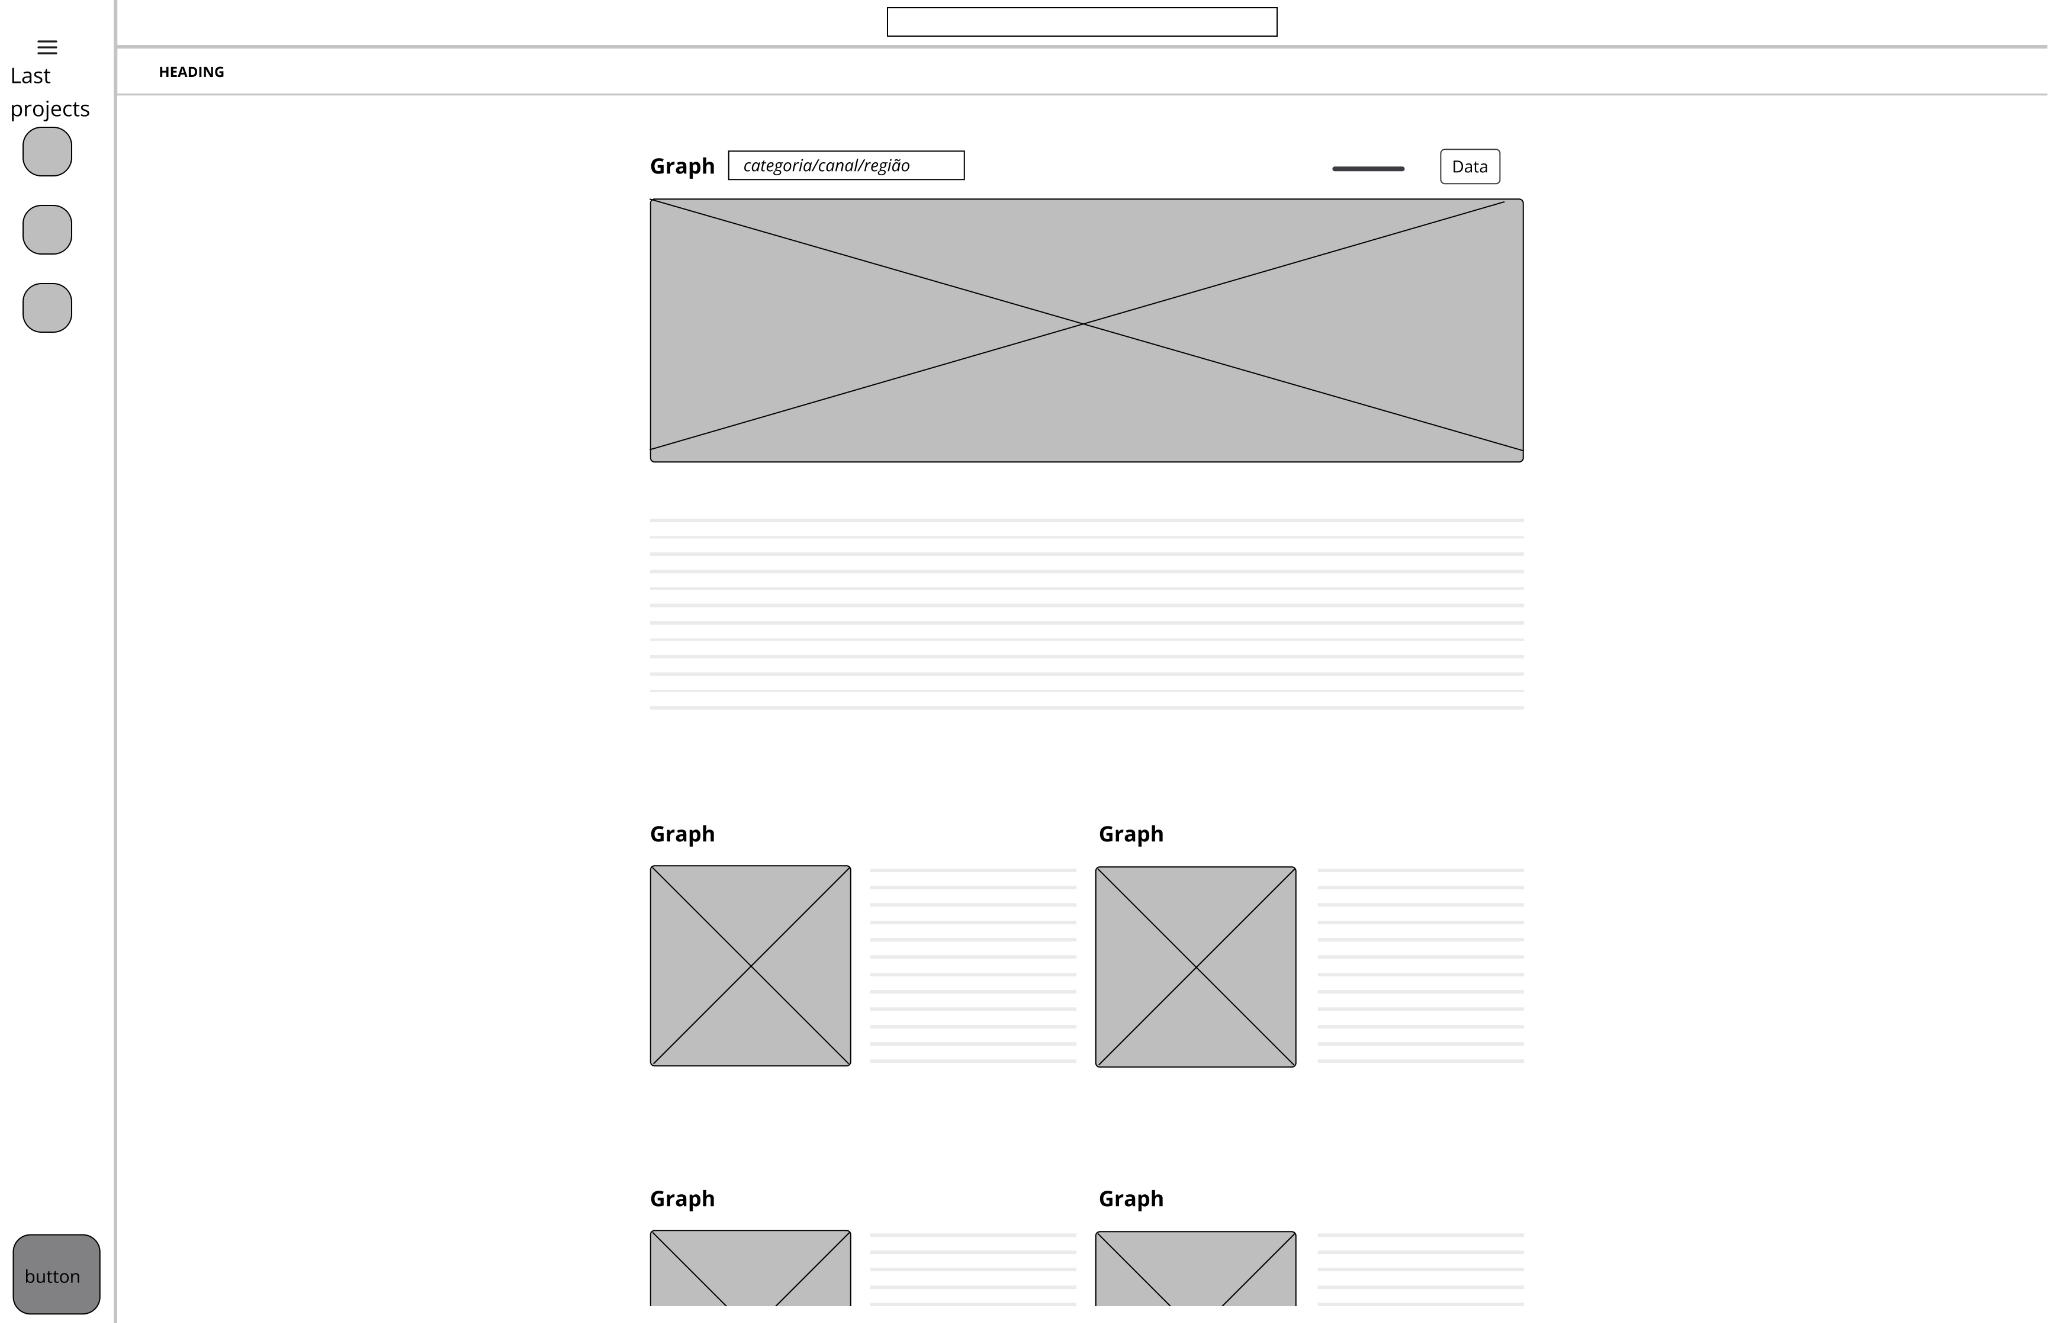 Last
projects
HEADING
Graph
categoria/canal/região
Data
Graph
Graph
Graph
Graph
button